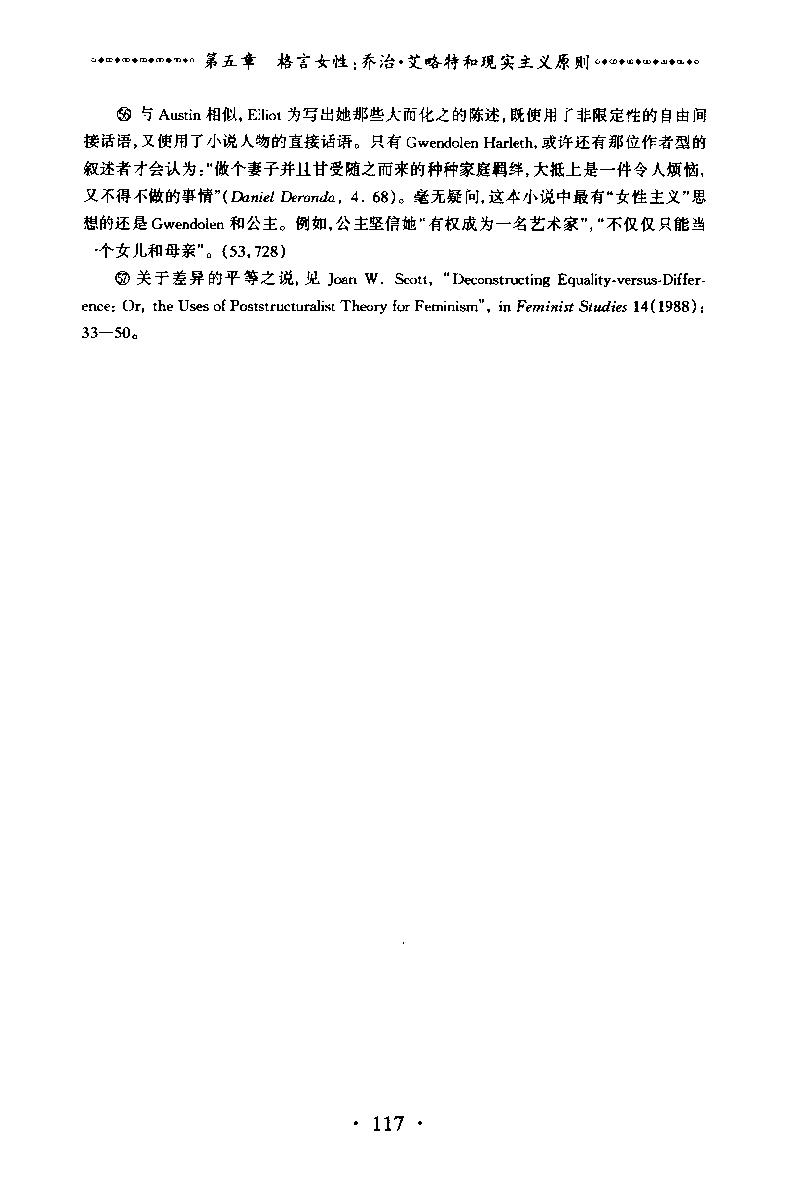 第五章 格言女性:乔治·艾略特和现实主义原则
㊽ 与 Austin 相似,Elliot 为写出她那些大而化之的陈述,既使用了非限定性的自由间
接话语,又使用了小说人物的直接话语。只有 Gwendolen Harleth,或许还有那位作者型的
叙述者才会认为:“做个妻子并且甘受随之而来的种种家庭羁绊,大抵上是一件令人烦恼,
又不得不做的事情”(Daniel Deronda, 4. 68)。毫无疑问,这本小说中最有“女性主义”思
想的还是 Gwendolen 和公主。例如,公主坚信她“有权成为一名艺术家”,“不仅仅只能当
一个女儿和母亲”。(53,728)
㊼ 关于差异的平等之说,见 Joan W. Scott, “Deconstructing Equality-versus-Differ-
ence: Or, the Uses of Poststructuralist Theory for Feminism”, in Feminist Studies 14(1988):
33—50。
· 117 ·